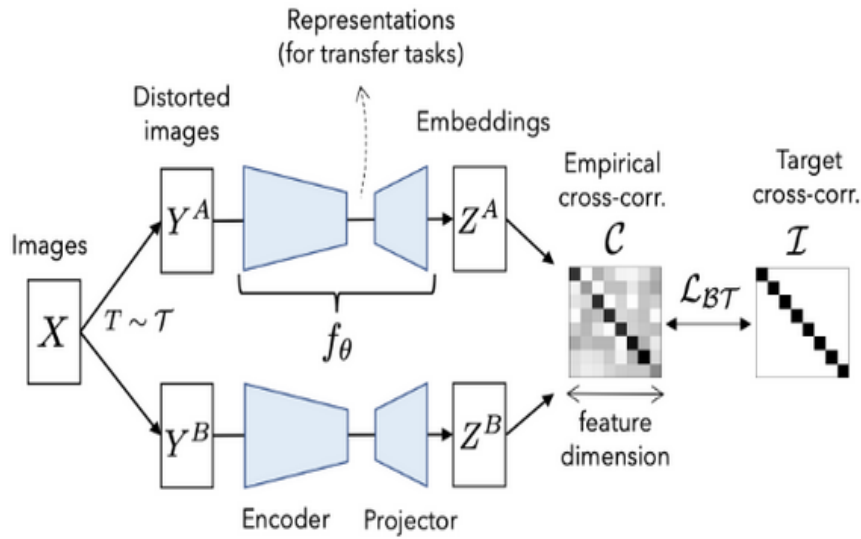 Representations
(for transfer tasks)
Distorted
images
Embeddings
Empirical
cross-corr.
Target
cross-corr.
Images
Y^A
Z^A
C
I
X
T ~ T
f_θ
L_BT
Y^B
Z^B
feature
dimension
Encoder
Projector